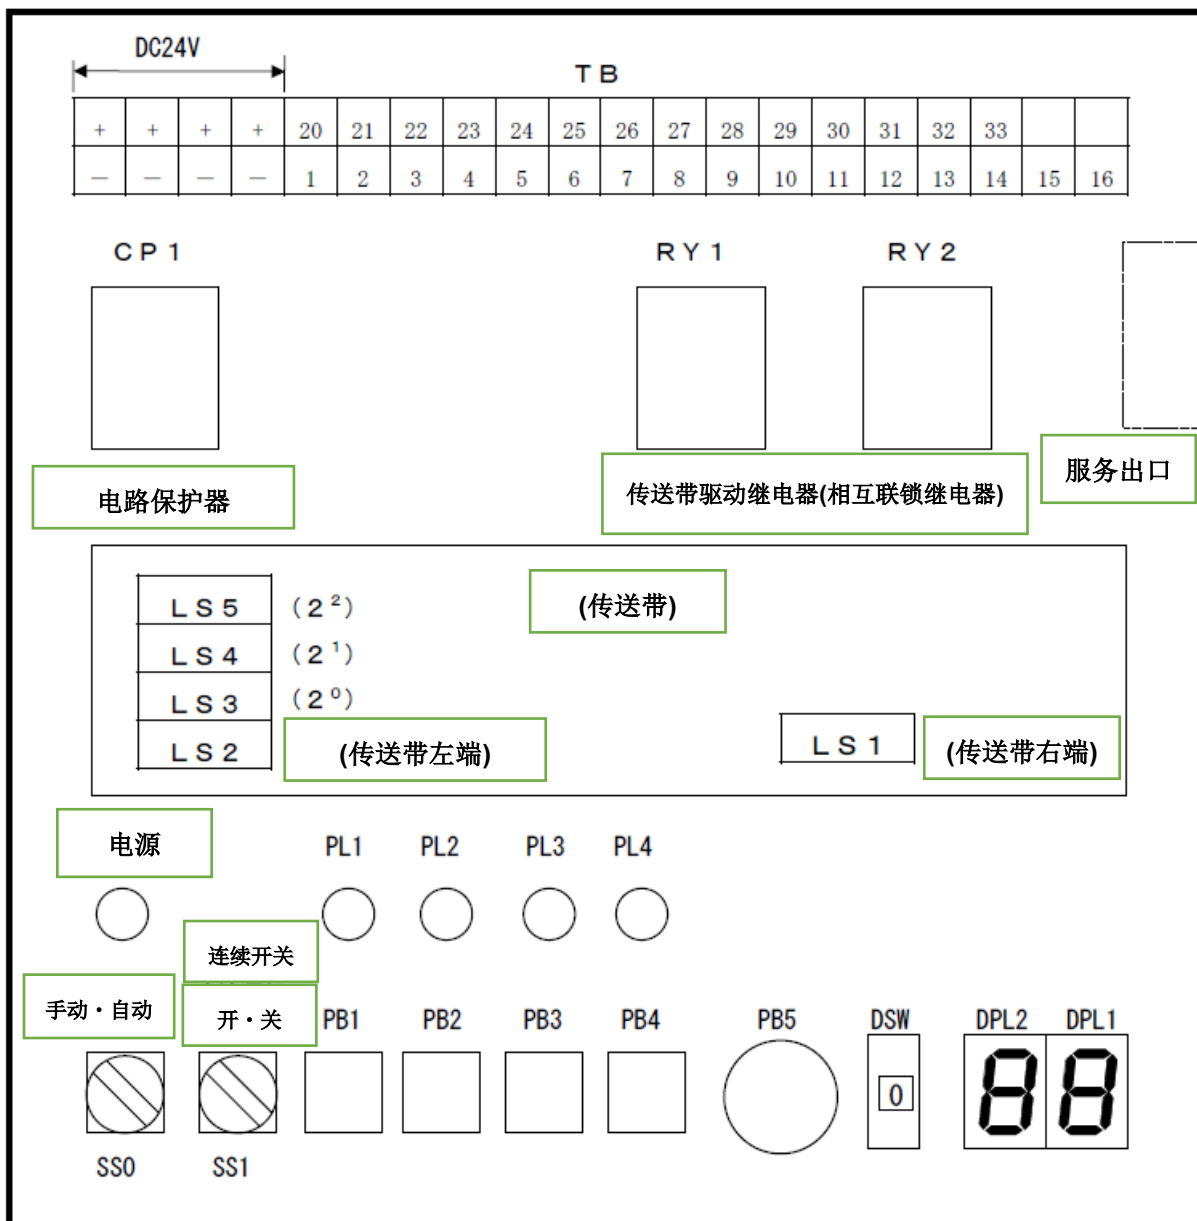 DC24V
TB
+ + + + 20 21 22 23 24 25 26 27 28 29 30 31 32 33
— — — — 1 2 3 4 5 6 7 8 9 10 11 12 13 14 15 16
CP1 RY1 RY2
电路保护器 传送带驱动继电器(相互联锁继电器) 服务出口
LS5 (2²) (传送带)
LS4 (2¹)
LS3 (2⁰)
LS2 (传送带左端) LS1 (传送带右端)
电源 PL1 PL2 PL3 PL4
连续开关
手动・自动 开・关 PB1 PB2 PB3 PB4 PB5 DSW DPL2 DPL1
0 88
SS0 SS1